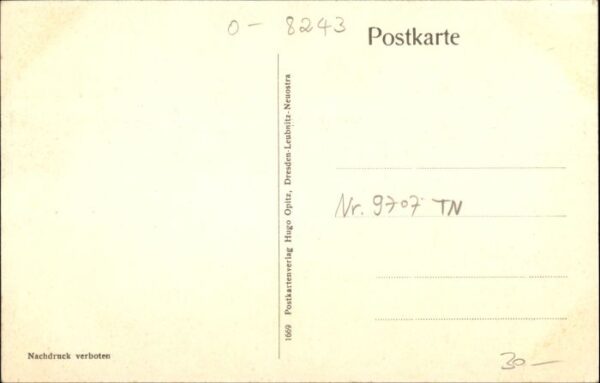 0 - 8243
Postkarte
1669 Postkartenverlag Hugo Opitz, Dresden-Leubnitz-Neuostra
Nr. 9707 TN
Nachdruck verboten
30.-